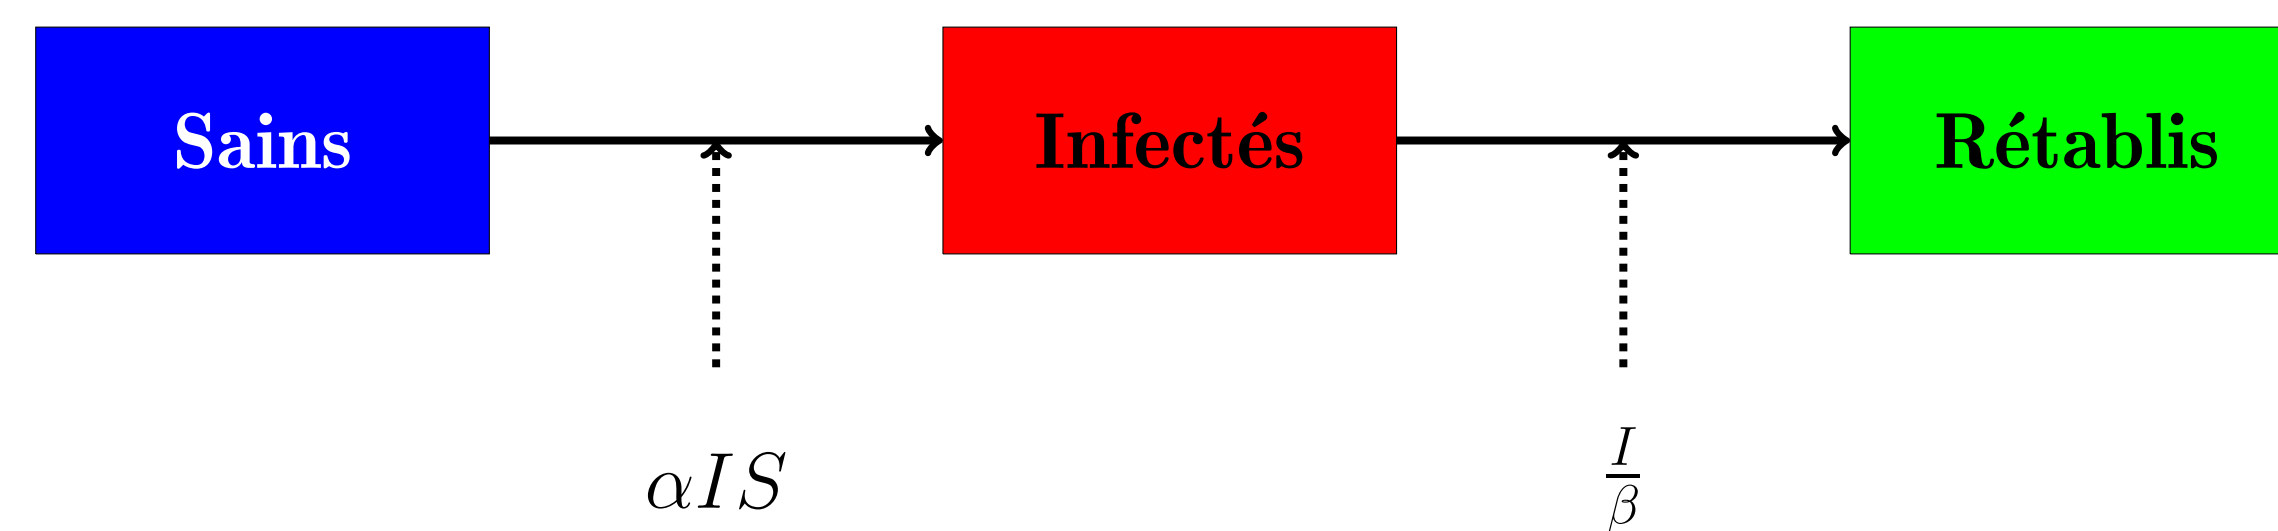 Sains
Infectés
Rétablis
αIS
I/β